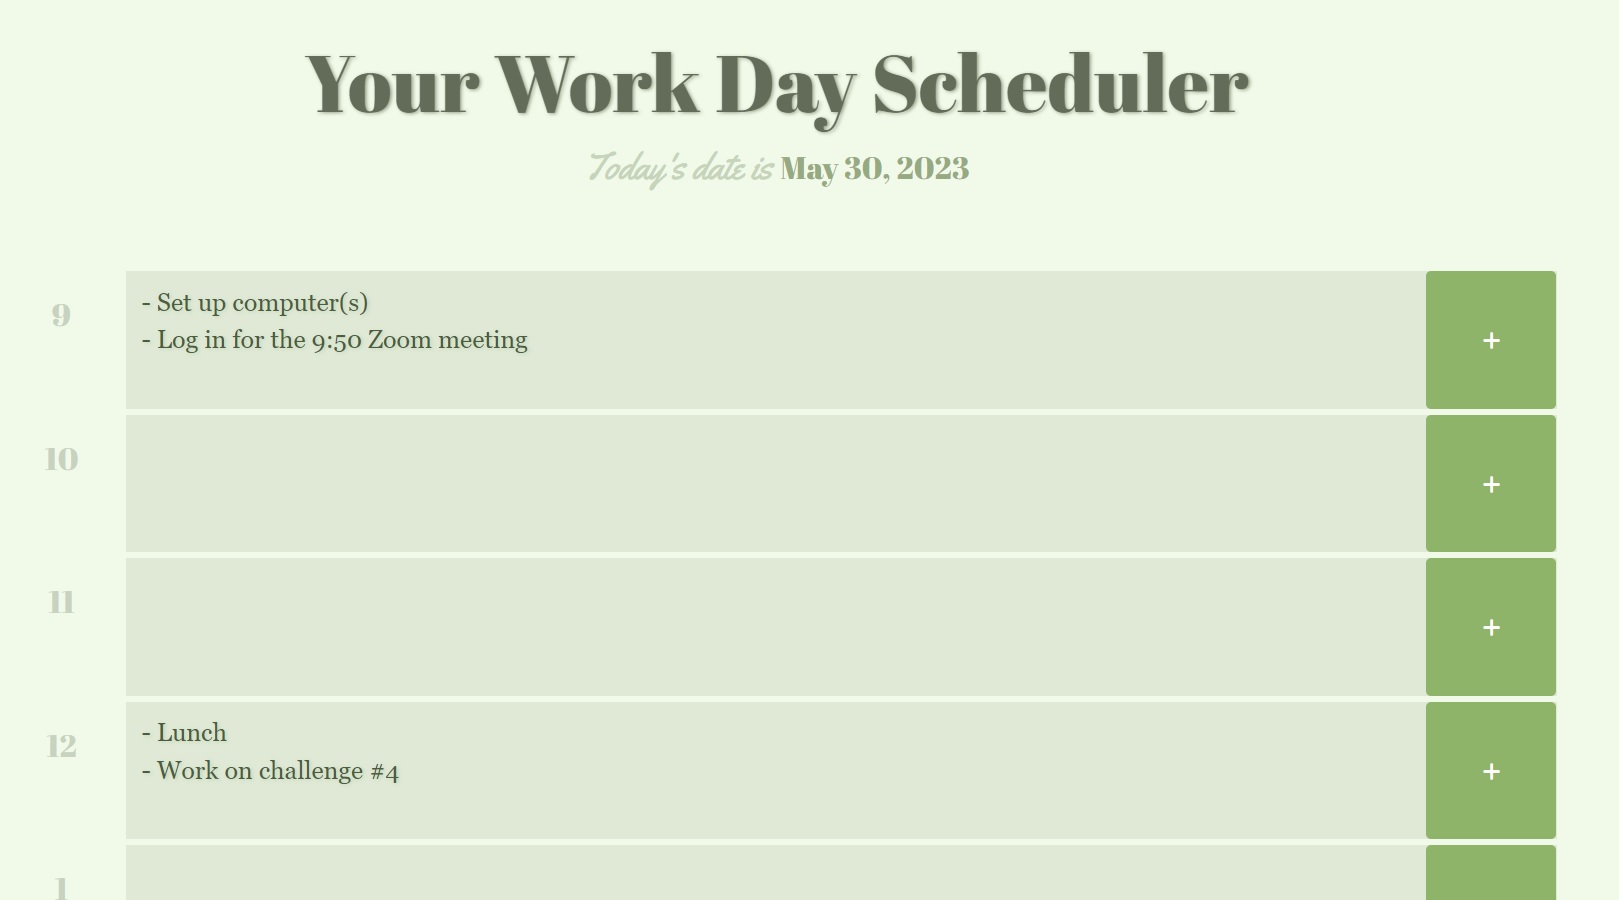 Your Work Day Scheduler
Today's date is May 30, 2023
9
- Set up computer(s)
- Log in for the 9:50 Zoom meeting
+
10
+
11
+
12
- Lunch
- Work on challenge #4
+
1